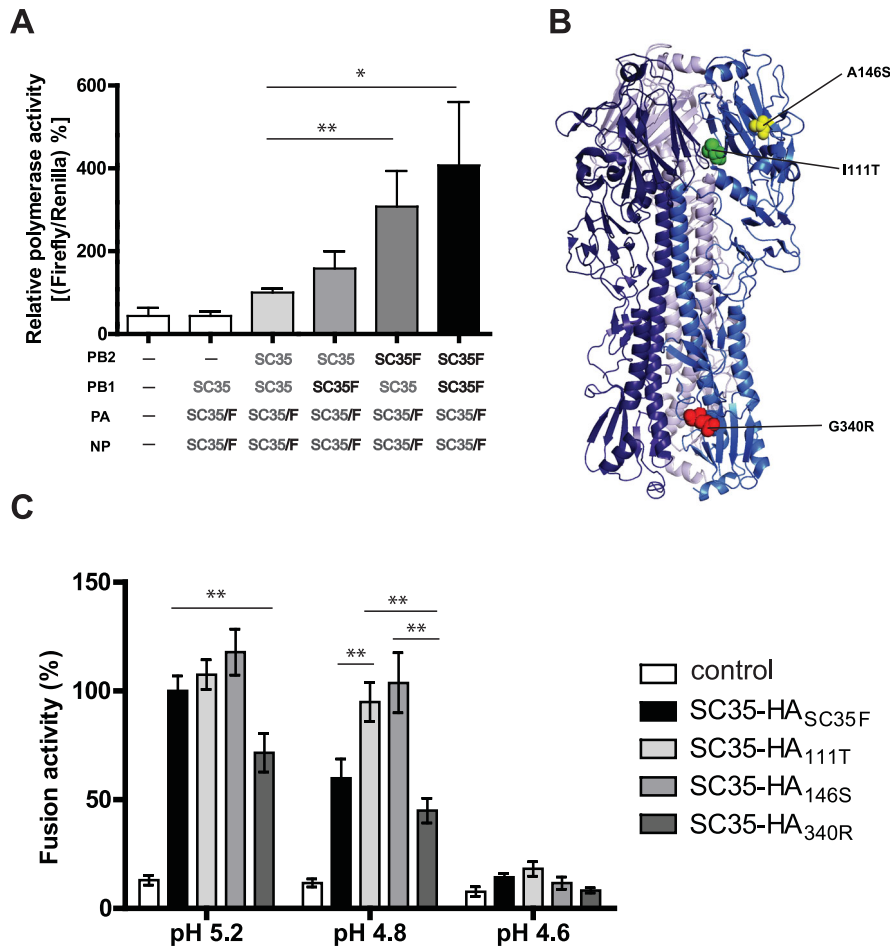 A
B
Relative polymerase activity
[(Firefly/Renilla) %]
600
400
200
0
*
**
PB2 — — SC35 SC35 SC35F SC35F
PB1 — SC35 SC35 SC35F SC35 SC35F
PA — SC35/F SC35/F SC35/F SC35/F SC35/F
NP — SC35/F SC35/F SC35/F SC35/F SC35/F
A146S
I111T
G340R
C
Fusion activity (%)
150
100
50
0
**
**
**
**
pH 5.2 pH 4.8 pH 4.6
control
SC35-HASC35F
SC35-HA111T
SC35-HA146S
SC35-HA340R